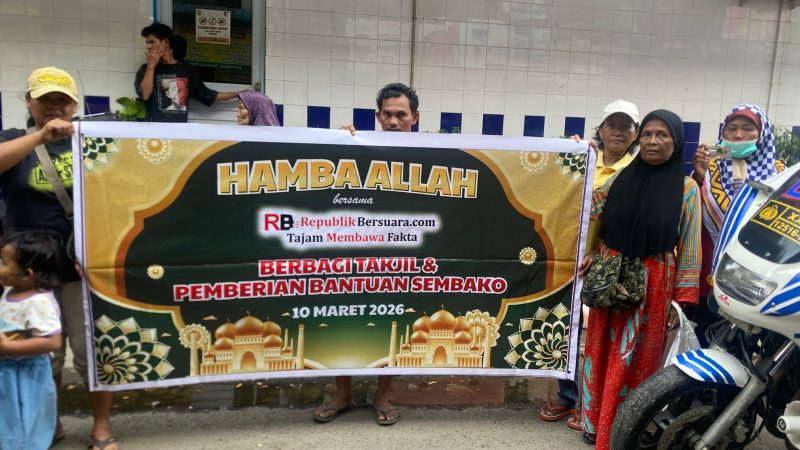 HAMBA ALLAH
bersama
RB RepublikBersuara.com
Tajam Membawa Fakta
BERBAGI TAKJIL &
PEMBERIAN BANTUAN SEMBAKO
10 MARET 2026